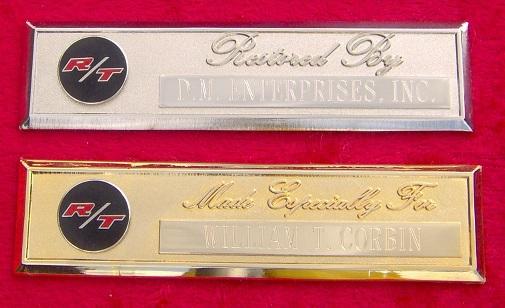 R/T
Restored By
D.M. ENTERPRISES, INC.
R/T
Made Especially For
WILLIAM T. CORBIN